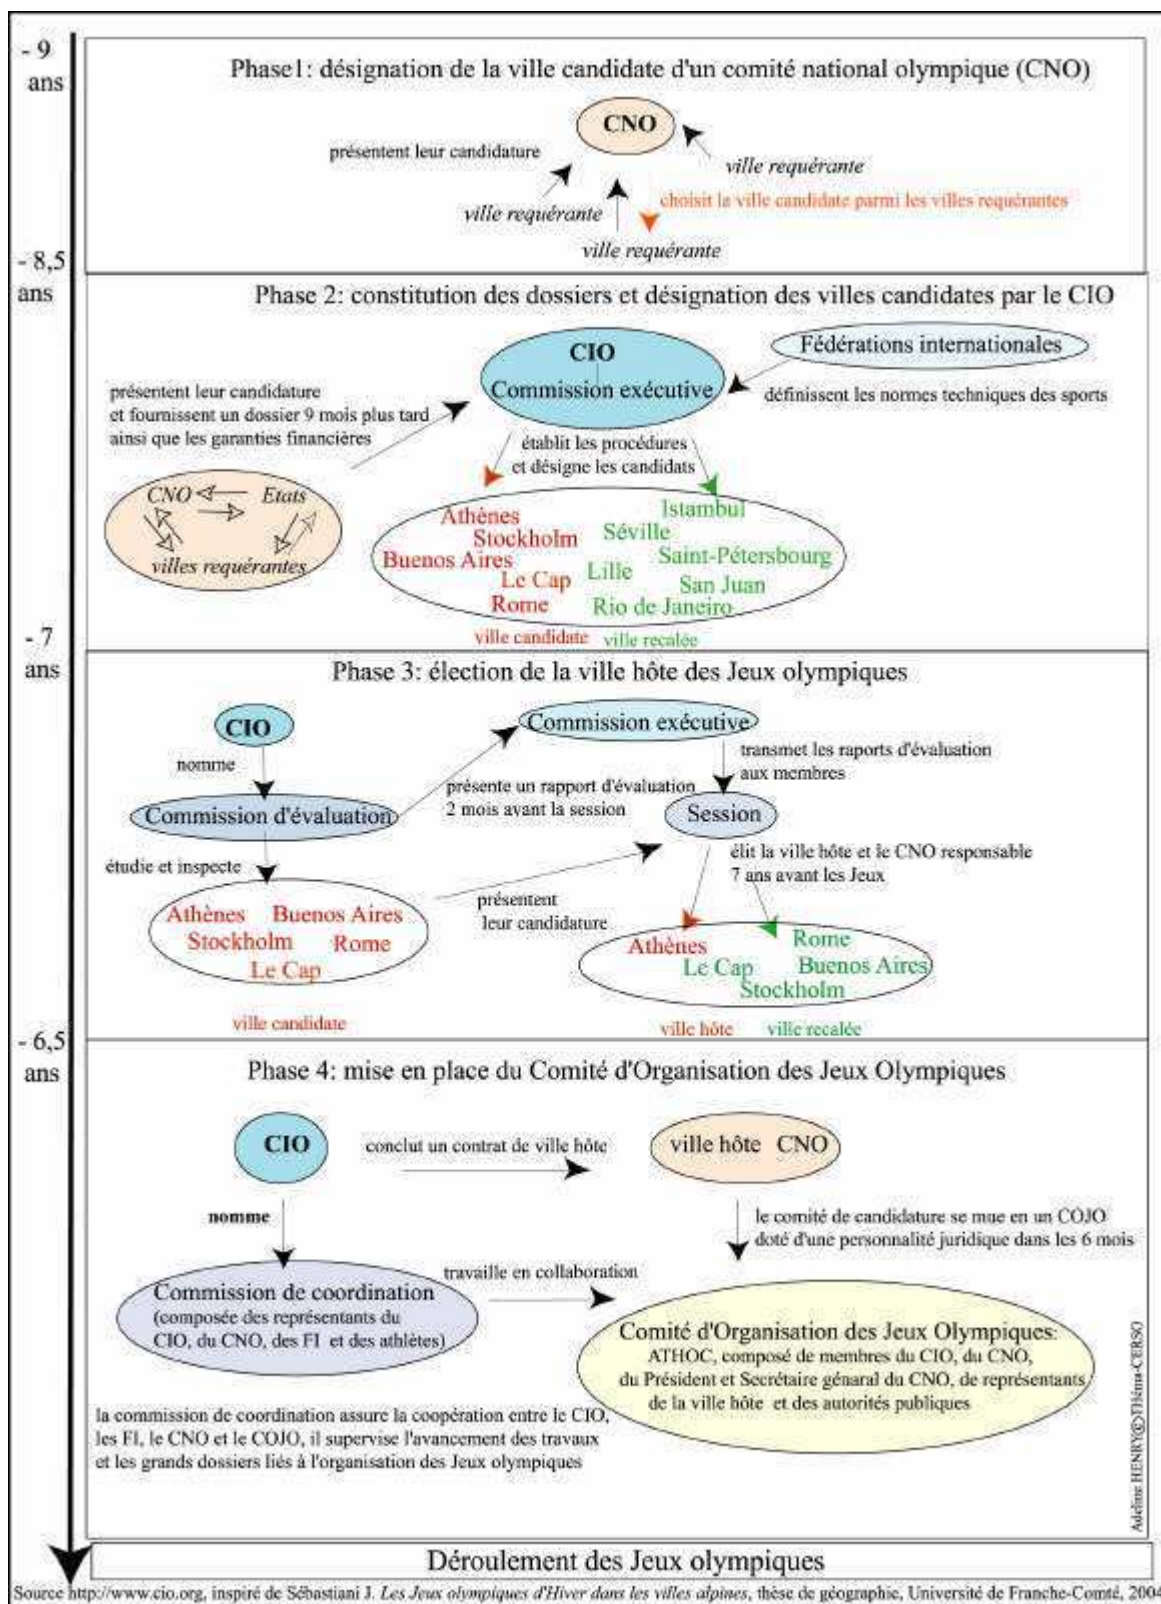 - 9
ans
Phase1: désignation de la ville candidate d'un comité national olympique (CNO)
CNO
présentent leur candidature
ville requérante
choisit la ville candidate parmi les villes requérantes
ville requérante
ville requérante
- 8,5
ans
Phase 2: constitution des dossiers et désignation des villes candidates par le CIO
CIO
Commission exécutive
Fédérations internationales
définissent les normes techniques des sports
présentent leur candidature
et fournissent un dossier 9 mois plus tard
ainsi que les garanties financières
établit les procédures
et désigne les candidats
CNO
Etats
villes requérantes
Athènes
Stockholm
Buenos Aires
Le Cap
Rome
Istambul
Séville
Saint-Pétersbourg
Lille
San Juan
Rio de Janeiro
ville candidate
ville recalée
- 7
ans
Phase 3: élection de la ville hôte des Jeux olympiques
CIO
Commission exécutive
nomme
transmet les raports d'évaluation
aux membres
présente un rapport d'évaluation
2 mois avant la session
Commission d'évaluation
Session
étudie et inspecte
élit la ville hôte et le CNO responsable
7 ans avant les Jeux
présentent
leur candidature
Athènes
Buenos Aires
Stockholm
Rome
Le Cap
Athènes
Rome
Le Cap
Buenos Aires
Stockholm
ville candidate
ville hôte
ville recalée
- 6,5
ans
Phase 4: mise en place du Comité d'Organisation des Jeux Olympiques
CIO
conclut un contrat de ville hôte
ville hôte CNO
nomme
le comité de candidature se mue en un COJO
doté d'une personnalité juridique dans les 6 mois
Commission de coordination
(composée des représentants du
CIO, du CNO, des FI et des athlètes)
travaille en collaboration
Comité d'Organisation des Jeux Olympiques:
ATHOC, composé de membres du CIO, du CNO,
du Président et Secrétaire génaral du CNO, de représentants
de la ville hôte et des autorités publiques
la commission de coordination assure la coopération entre le CIO,
les FI, le CNO et le COJO, il supervise l'avancement des travaux
et les grands dossiers liés à l'organisation des Jeux olympiques
Adeline HENRY©THéma-CERSO
Déroulement des Jeux olympiques
Source http://www.cio.org, inspiré de Sébastiani J. Les Jeux olympiques d'Hiver dans les villes alpines, thèse de géographie, Université de Franche-Comté, 2004